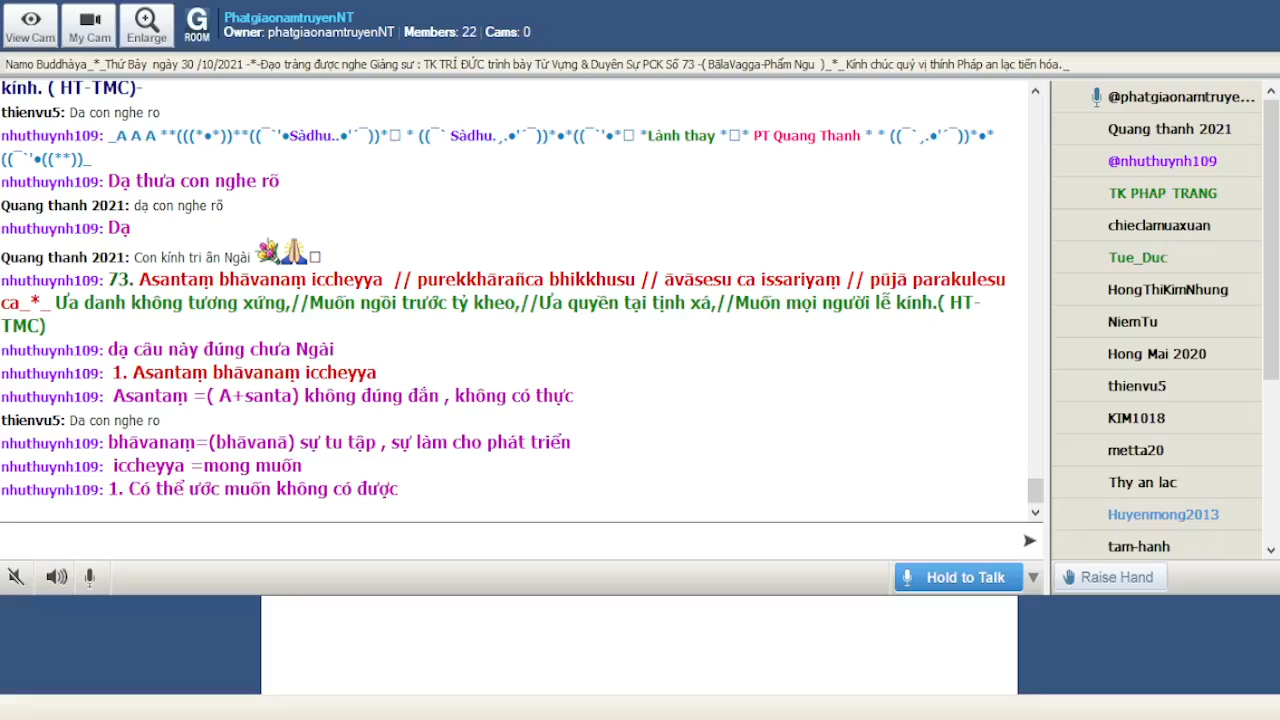 View Cam
My Cam
Enlarge
G
ROOM
PhatgiaonamtruyenNT
Owner: phatgiaonamtruyenNT | Members: 22 | Cams: 0
Namo Buddhàya_*_Thứ Bảy ngày 30 /10/2021 -*-Đạo tràng được nghe Giảng sư : TK TRÍ ĐỨC trình bày Từ Vựng & Duyên Sự PCK Số 73 -( BãlaVagga-Phẩm Ngu )_*_ Kính chúc quý vị thính Pháp an lạc tiến hóa._
kính. ( HT-TMC)-
thienvu5: Da con nghe ro
nhuthuynh109: _A A A **(((*●*))**((¯`'●Sàdhu..●'´¯))*□ * ((¯` Sàdhu.¸.●'´¯))*●*((¯`'●*□ *Lành thay *□* PT Quang Thanh * * ((¯`¸.●'´¯))*●*
((¯`'●((**))_
nhuthuynh109: Dạ thưa con nghe rõ
Quang thanh 2021: dạ con nghe rõ
nhuthuynh109: Dạ
Quang thanh 2021: Con kính tri ân Ngài 💐🙏□
nhuthuynh109: 73. Asantaṃ bhāvanaṃ iccheyya // purekkhārañca bhikkhusu // āvāsesu ca issariyaṃ // pūjā parakulesu
ca_*_ Ưa danh không tương xứng,//Muốn ngồi trước tỷ kheo,//Ưa quyền tại tịnh xá,//Muốn mọi người lễ kính.( HT-
TMC)
nhuthuynh109: dạ câu này đúng chưa Ngài
nhuthuynh109: 1. Asantaṃ bhāvanaṃ iccheyya
nhuthuynh109: Asantaṃ =( A+santa) không đúng đắn , không có thực
thienvu5: Da con nghe ro
nhuthuynh109: bhāvanaṃ=(bhāvanā) sự tu tập , sự làm cho phát triển
nhuthuynh109: iccheyya =mong muốn
nhuthuynh109: 1. Có thể ước muốn không có được
Hold to Talk
@phatgiaonamtruye...
Quang thanh 2021
@nhuthuynh109
TK PHAP TRANG
chieclamuaxuan
Tue_Duc
HongThiKimNhung
NiemTu
Hong Mai 2020
thienvu5
KIM1018
metta20
Thy an lac
Huyenmong2013
tam-hanh
Raise Hand